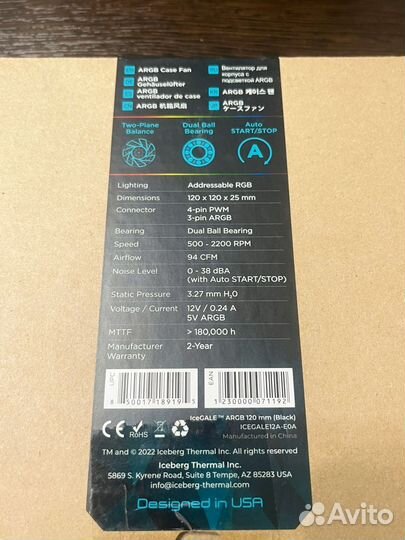 ARGB Case Fan
ARGB
Gehäuselüfter
ARGB
ventilador de case
ARGB 机箱风扇
Вентилятор для
корпуса с
подсветкой ARGB
ARGB 케이스 팬
ARGB
ケースファン
Two-Plane
Balance
Dual Ball
Bearing
Auto
START/STOP
A
Lighting Addressable RGB
Dimensions 120 x 120 x 25 mm
Connector 4-pin PWM
3-pin ARGB
Bearing Dual Ball Bearing
Speed 500 - 2200 RPM
Airflow 94 CFM
Noise Level 0 - 38 dBA
(with Auto START/STOP)
Static Pressure 3.27 mm H₂0
Voltage / Current 12V / 0.24 A
5V ARGB
MTTF > 180,000 h
Manufacturer 2-Year
Warranty
UPC
8 50017 18919 5
EAN
1 230000 071192
IceGALE™ ARGB 120 mm (Black)
ICEGALE12A-E0A
Manufactured in China
CE
RoHS
TM and © 2022 Iceberg Thermal Inc.
Iceberg Thermal Inc.
5869 S. Kyrene Road, Suite 8 Tempe, AZ 85283 USA
info@iceberg-thermal.com
Designed in USA
Avito